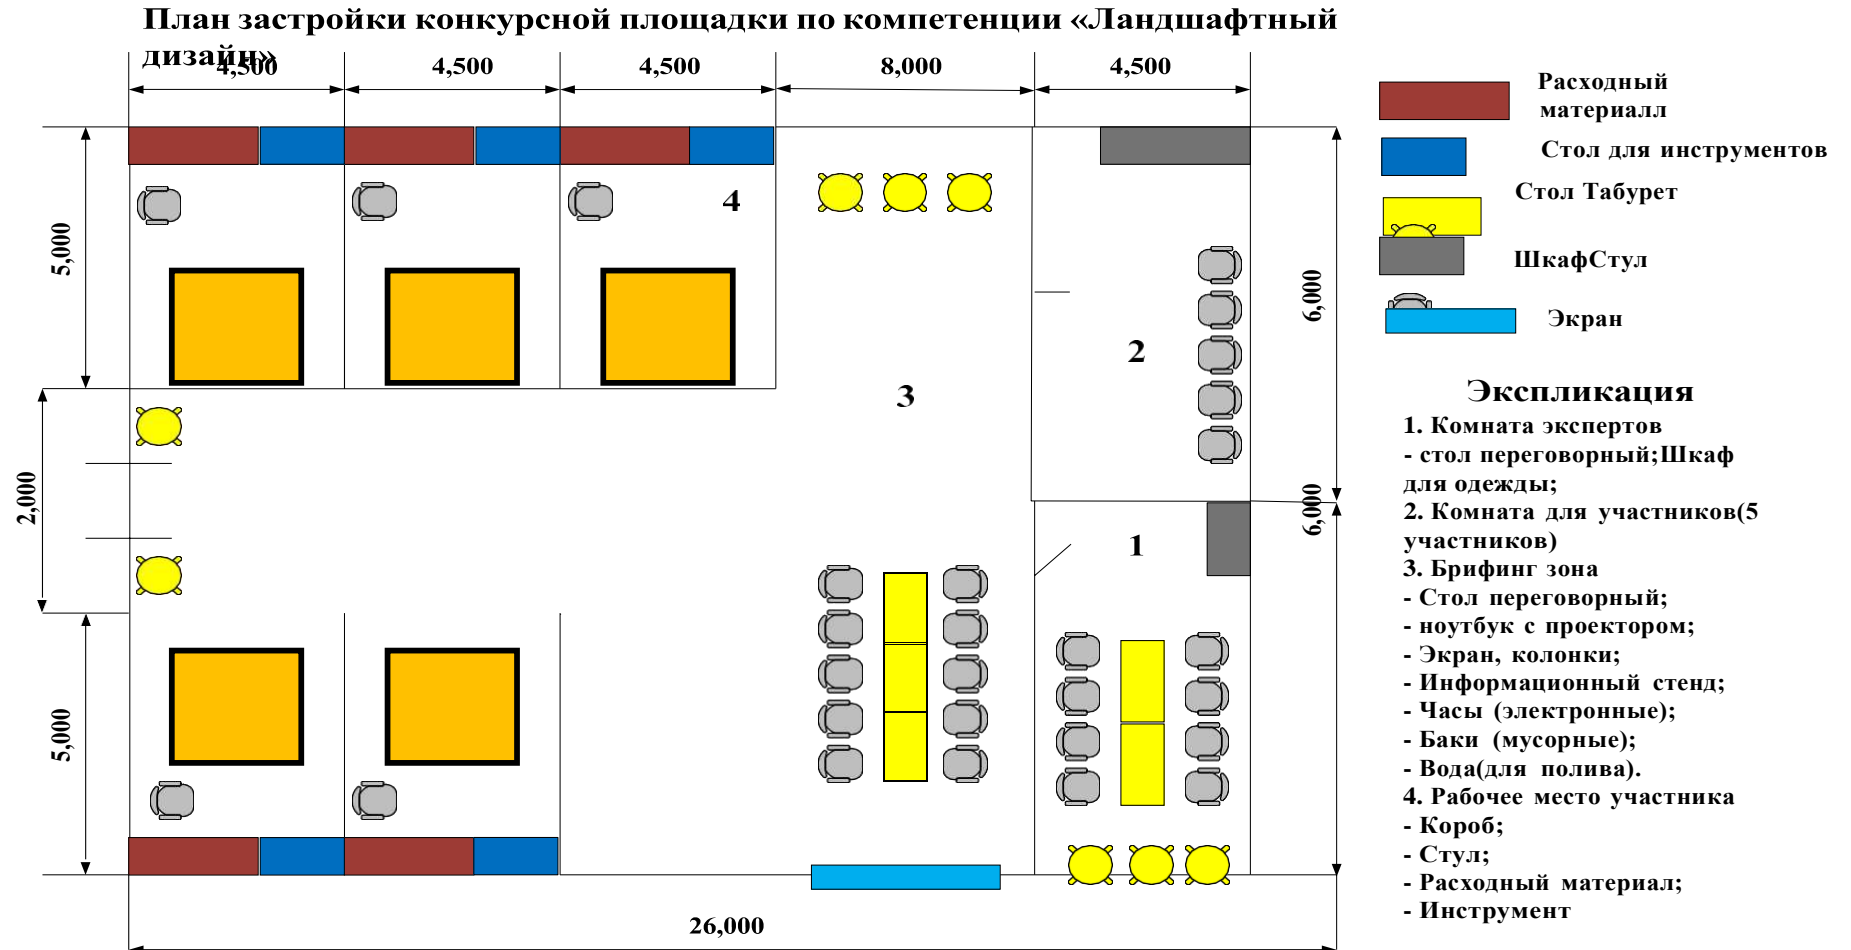 План застройки конкурсной площадки по компетенции «Ландшафтный
дизайн»
4,500
4,500
4,500
8,000
4,500
Расходный
материалл
Стол для инструментов
Стол Табурет
ШкафСтул
Экран
5,000
4
6,000
2
3
2,000
6,000
1
5,000
26,000
Экспликация
1. Комната экспертов
- стол переговорный;Шкаф
для одежды;
2. Комната для участников(5
участников)
3. Брифинг зона
- Стол переговорный;
- ноутбук с проектором;
- Экран, колонки;
- Информационный стенд;
- Часы (электронные);
- Баки (мусорные);
- Вода(для полива).
4. Рабочее место участника
- Короб;
- Стул;
- Расходный материал;
- Инструмент